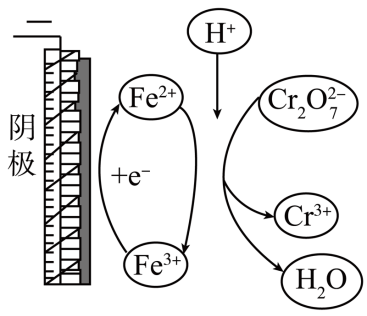 −
H⁺
Fe²⁺
Cr₂O₇²⁻
阴极
+e⁻
Cr³⁺
Fe³⁺
H₂O